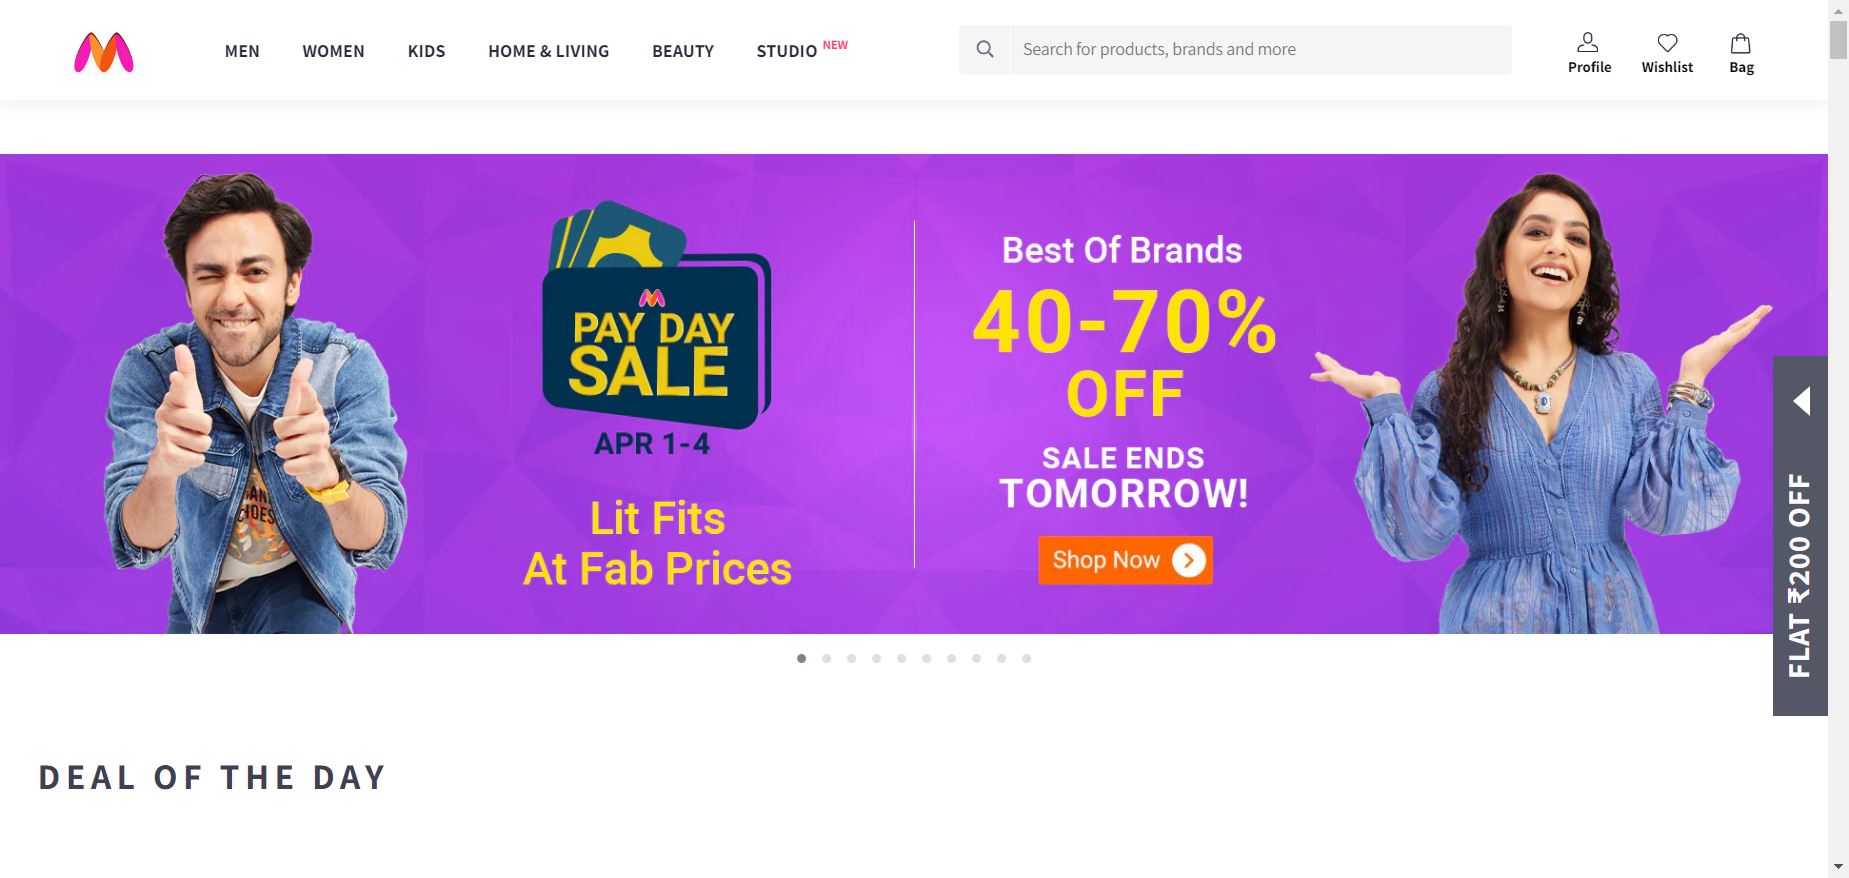 MEN WOMEN KIDS HOME & LIVING BEAUTY STUDIO NEW
Search for products, brands and more
Profile Wishlist Bag
PAY DAY
SALE
APR 1-4
Lit Fits
At Fab Prices
Best Of Brands
40-70%
OFF
SALE ENDS
TOMORROW!
Shop Now
FLAT ₹200 OFF
DEAL OF THE DAY